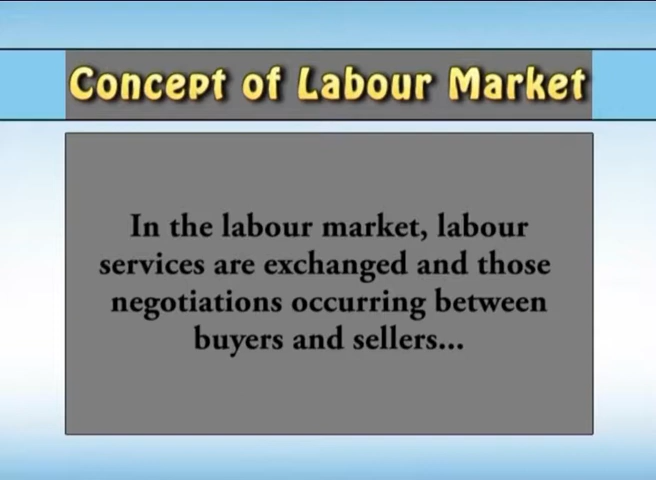 Concept of Labour Market
In the labour market, labour
services are exchanged and those
negotiations occurring between
buyers and sellers...